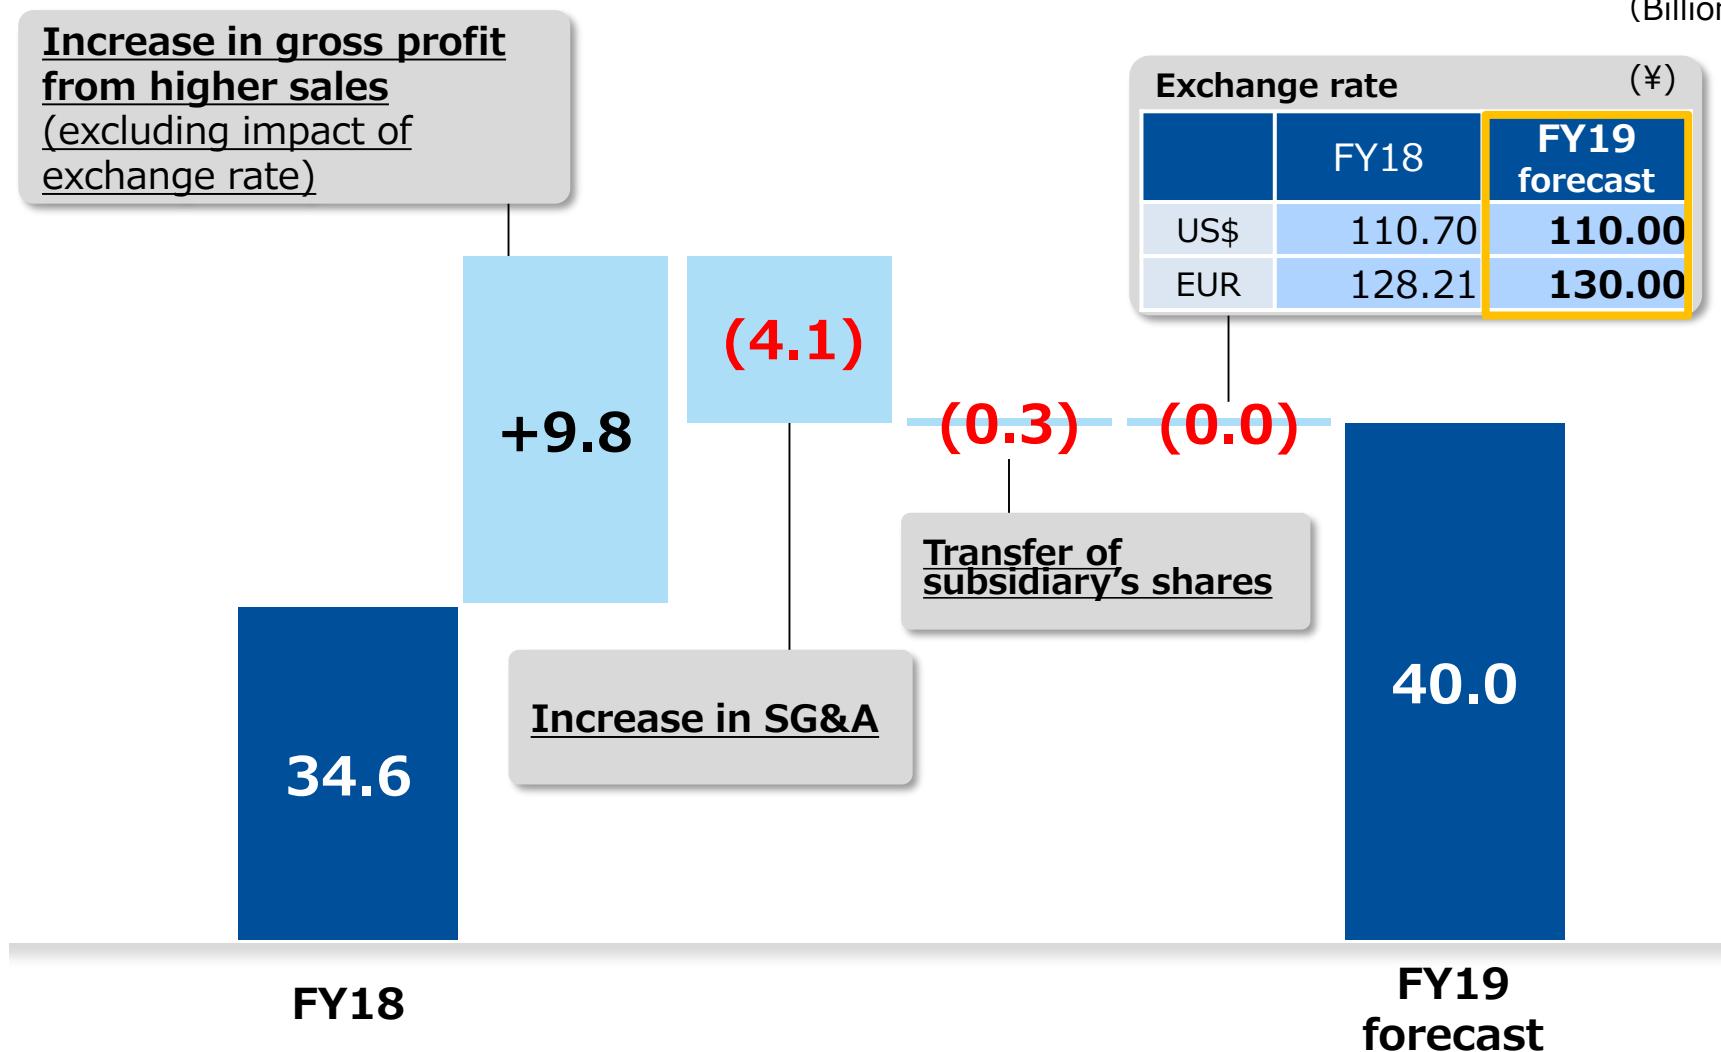 (Billion
Increase in gross profit
from higher sales
(excluding impact of
exchange rate)
Exchange rate (¥)
FY18 FY19 forecast
US$ 110.70 110.00
EUR 128.21 130.00
+9.8
(4.1)
(0.3)
(0.0)
Transfer of
subsidiary’s shares
Increase in SG&A
34.6
40.0
FY18
FY19
forecast